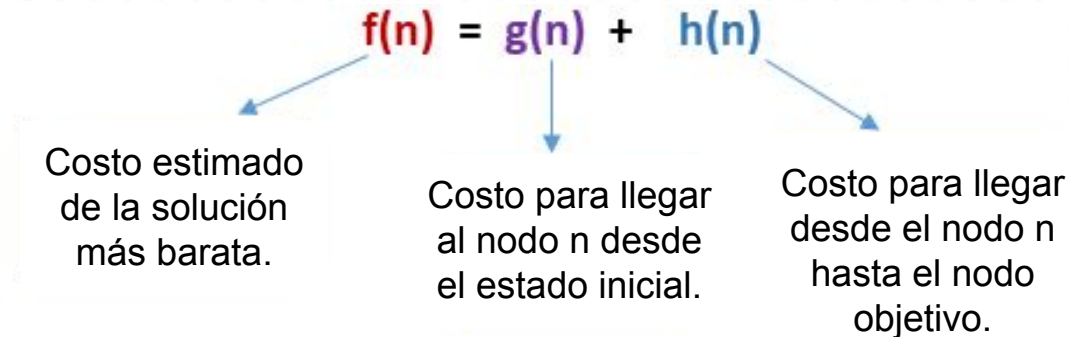 f(n) = g(n) + h(n)
Costo estimado
de la solución
más barata.
Costo para llegar
al nodo n desde
el estado inicial.
Costo para llegar
desde el nodo n
hasta el nodo
objetivo.